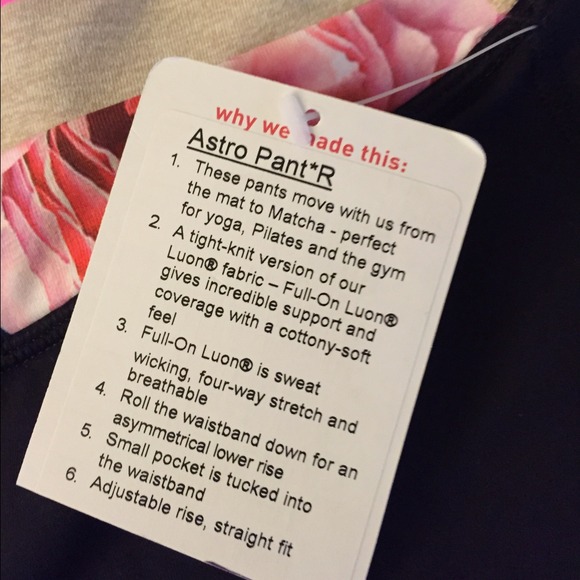 why we made this:
Astro Pant*R
1. These pants move with us from
the mat to Matcha - perfect
for yoga, Pilates and the gym
2. A tight-knit version of our
Luon® fabric – Full-On Luon®
gives incredible support and
coverage with a cottony-soft
feel
3. Full-On Luon® is sweat
wicking, four-way stretch and
breathable
4. Roll the waistband down for an
asymmetrical lower rise
5. Small pocket is tucked into
the waistband
6. Adjustable rise, straight fit